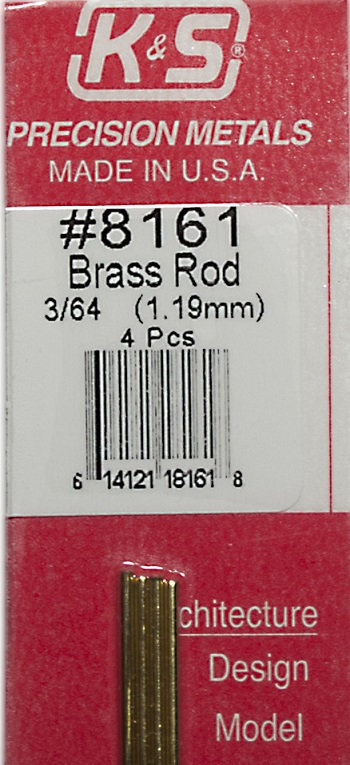 K&S®
PRECISION METALS
MADE IN U.S.A.
#8161
Brass Rod
3/64 (1.19mm)
4 Pcs
6 14121 18161 8
chitecture
Design
Model